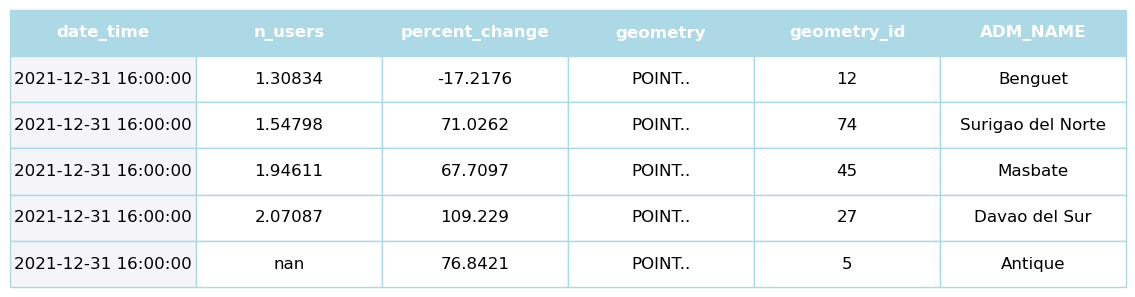 date_time n_users percent_change geometry geometry_id ADM_NAME
2021-12-31 16:00:00 1.30834 -17.2176 POINT.. 12 Benguet
2021-12-31 16:00:00 1.54798 71.0262 POINT.. 74 Surigao del Norte
2021-12-31 16:00:00 1.94611 67.7097 POINT.. 45 Masbate
2021-12-31 16:00:00 2.07087 109.229 POINT.. 27 Davao del Sur
2021-12-31 16:00:00 nan 76.8421 POINT.. 5 Antique